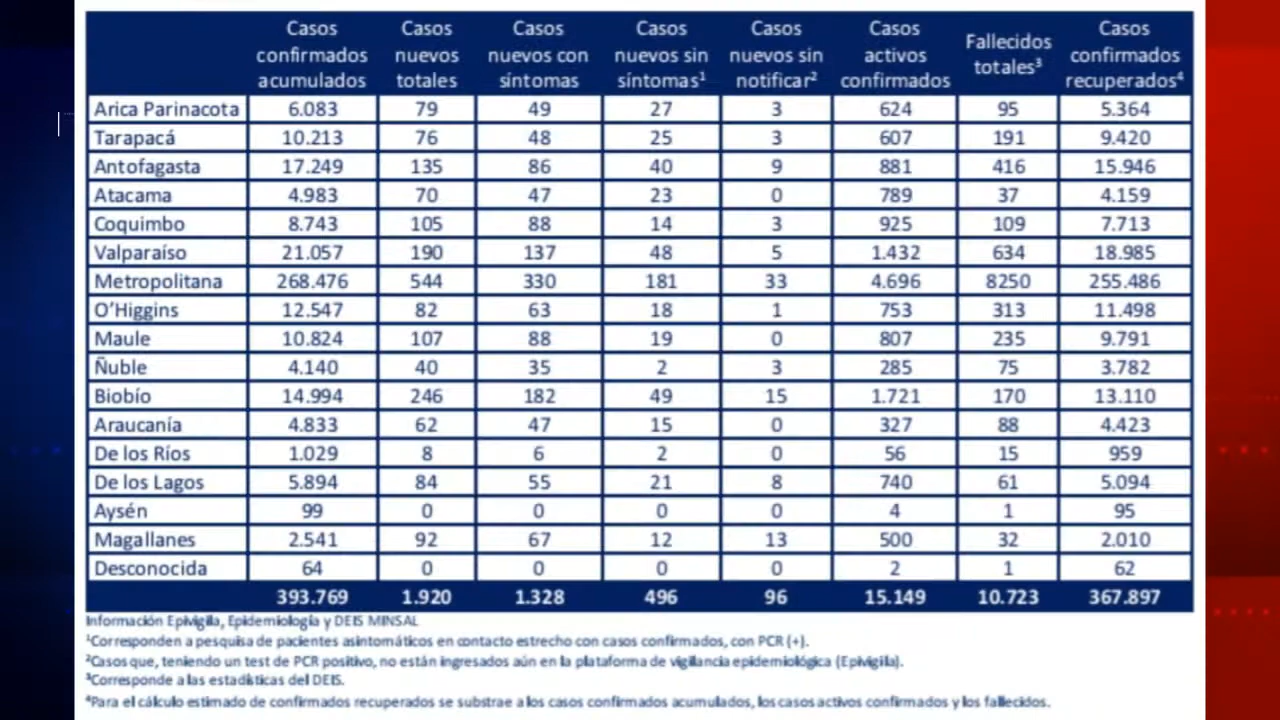 Casos confirmados acumulados Casos nuevos totales Casos nuevos con síntomas Casos nuevos sin síntomas¹ Casos nuevos sin notificar² Casos activos confirmados Fallecidos totales³ Casos confirmados recuperados⁴
Arica Parinacota 6.083 79 49 27 3 624 95 5.364
Tarapacá 10.213 76 48 25 3 607 191 9.420
Antofagasta 17.249 135 86 40 9 881 416 15.946
Atacama 4.983 70 47 23 0 789 37 4.159
Coquimbo 8.743 105 88 14 3 925 109 7.713
Valparaíso 21.057 190 137 48 5 1.432 634 18.985
Metropolitana 268.476 544 330 181 33 4.696 8250 255.486
O'Higgins 12.547 82 63 18 1 753 313 11.498
Maule 10.824 107 88 19 0 807 235 9.791
Ñuble 4.140 40 35 2 3 285 75 3.782
Biobío 14.994 246 182 49 15 1.721 170 13.110
Araucanía 4.833 62 47 15 0 327 88 4.423
De los Ríos 1.029 8 6 2 0 56 15 959
De los Lagos 5.894 84 55 21 8 740 61 5.094
Aysén 99 0 0 0 0 4 1 95
Magallanes 2.541 92 67 12 13 500 32 2.010
Desconocida 64 0 0 0 0 2 1 62
393.769 1.920 1.328 496 96 15.149 10.723 367.897
Información Epivigilia, Epidemiología y DEIS MINSAL
¹Corresponden a pesquisa de pacientes asintomáticos en contacto estrecho con casos confirmados, con PCR (+).
²Casos que, teniendo un test de PCR positivo, no están ingresados aún en la plataforma de vigilancia epidemiológica (Epivigilia).
³Corresponde a las estadísticas del DEIS.
⁴Para el cálculo estimado de confirmados recuperados se substrae a los casos confirmados acumulados, los casos activos confirmados y los fallecidos.